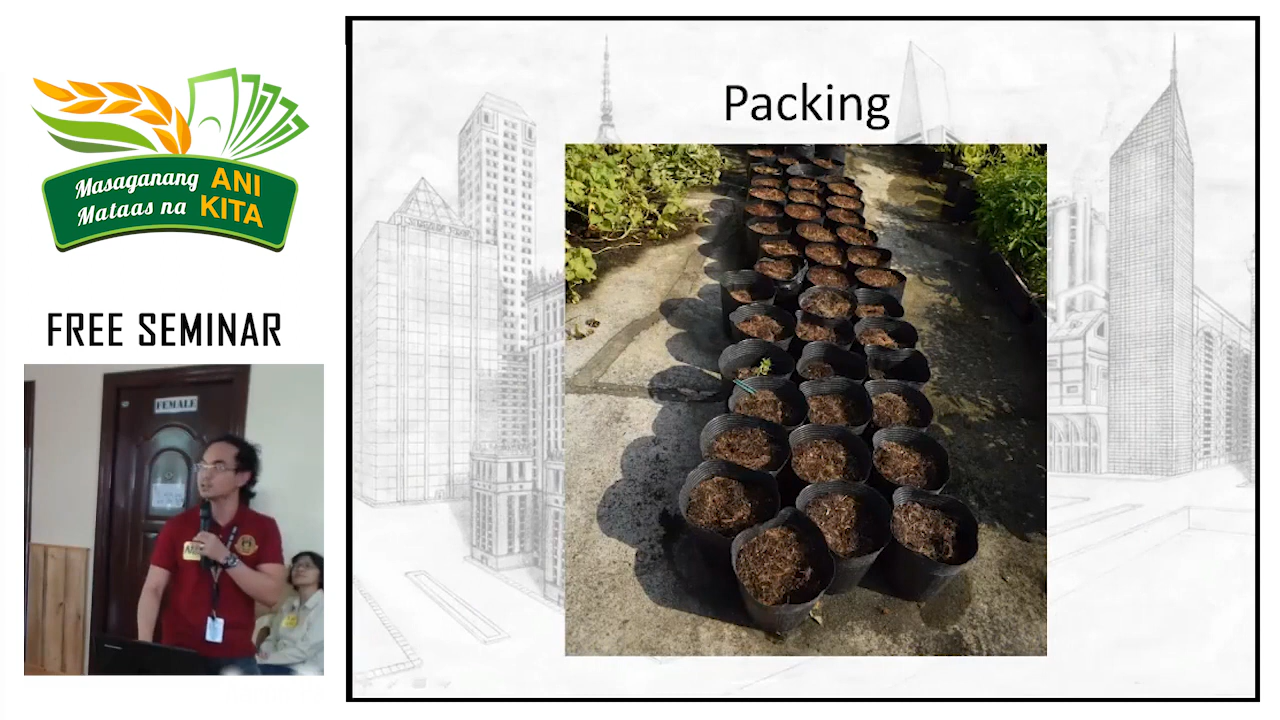 Masaganang ANI
Mataas na KITA
FREE SEMINAR
FEMALE
Packing